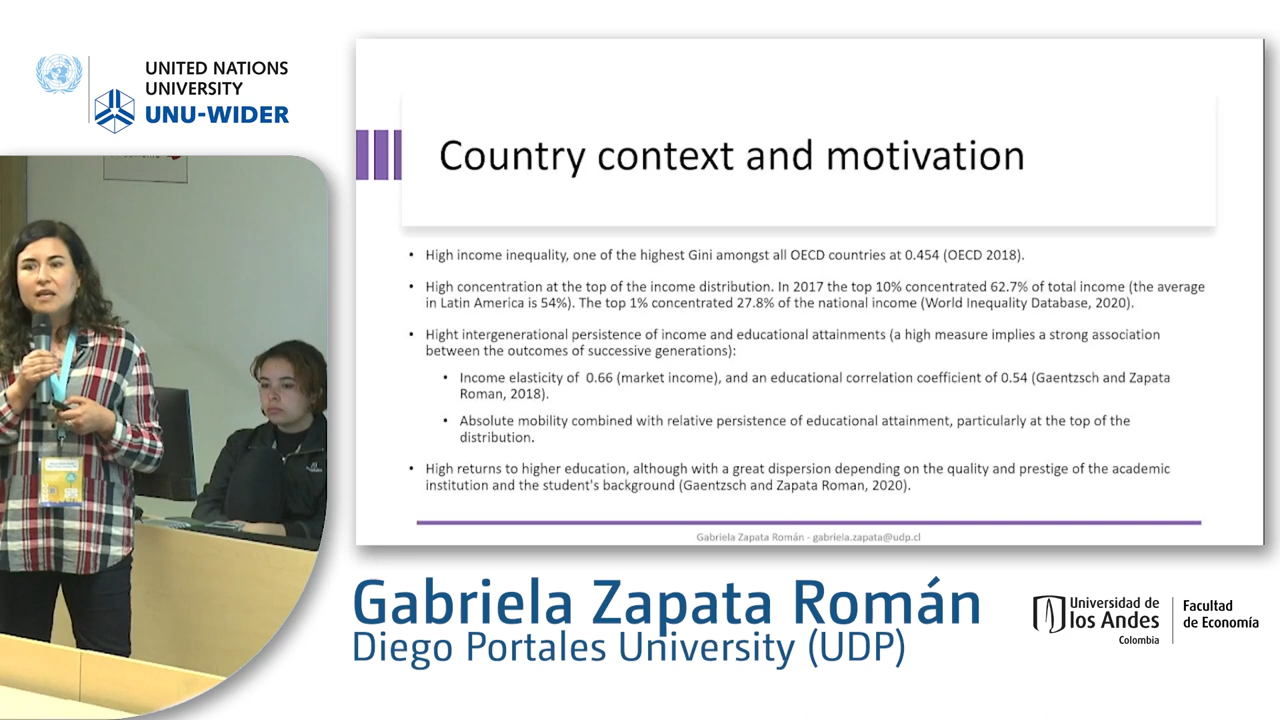 UNITED NATIONS
UNIVERSITY
UNU-WIDER
Country context and motivation
• High income inequality, one of the highest Gini amongst all OECD countries at 0.454 (OECD 2018).
• High concentration at the top of the income distribution. In 2017 the top 10% concentrated 62.7% of total income (the average
in Latin America is 54%). The top 1% concentrated 27.8% of the national income (World Inequality Database, 2020).
• Hight intergenerational persistence of income and educational attainments (a high measure implies a strong association
between the outcomes of successive generations):
• Income elasticity of 0.66 (market income), and an educational correlation coefficient of 0.54 (Gaentzsch and Zapata
Roman, 2018).
• Absolute mobility combined with relative persistence of educational attainment, particularly at the top of the
distribution.
• High returns to higher education, although with a great dispersion depending on the quality and prestige of the academic
institution and the student's background (Gaentzsch and Zapata Roman, 2020).
Gabriela Zapata Román - gabriela.zapata@udp.cl
Gabriela Zapata Román
Diego Portales University (UDP)
Universidad de
los Andes
Colombia
Facultad
de Economía